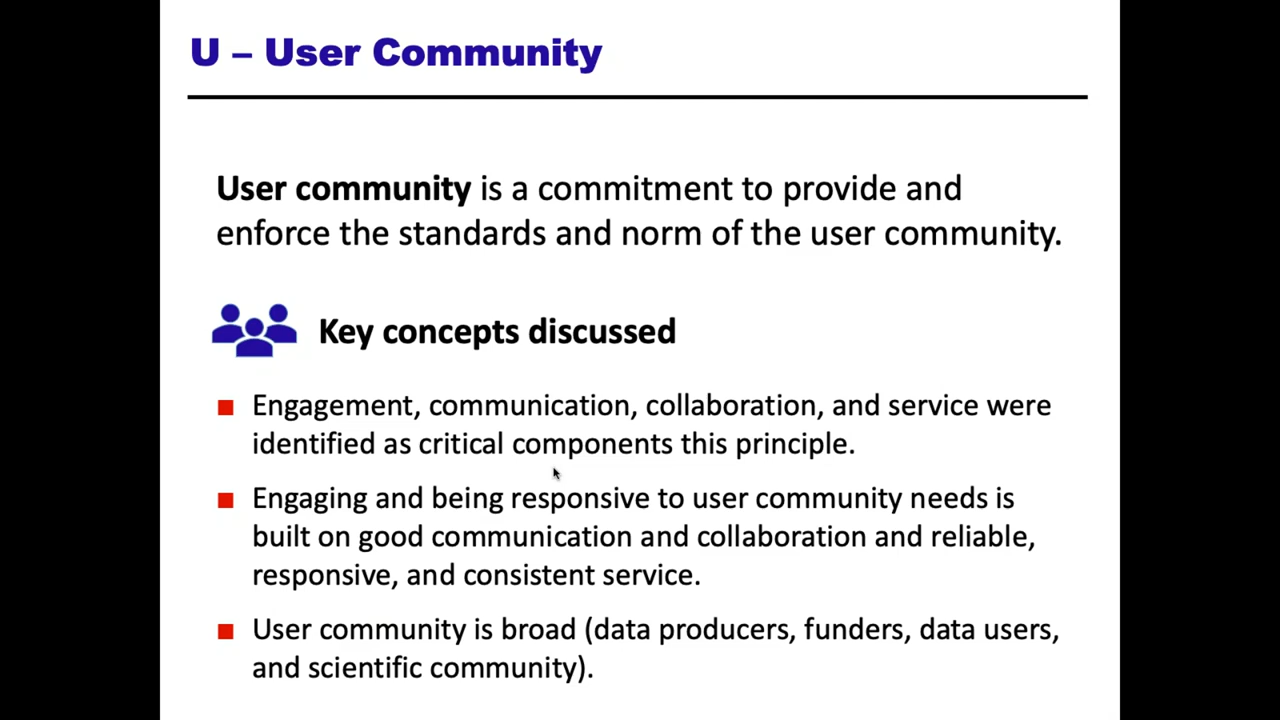 U – User Community
User community is a commitment to provide and
enforce the standards and norm of the user community.
Key concepts discussed
Engagement, communication, collaboration, and service were
identified as critical components this principle.
Engaging and being responsive to user community needs is
built on good communication and collaboration and reliable,
responsive, and consistent service.
User community is broad (data producers, funders, data users,
and scientific community).